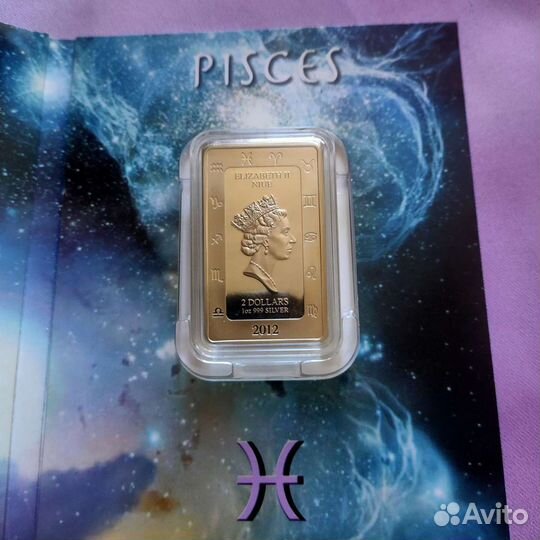 PISCES
ELIZABETH II
NIUE
2 DOLLARS
1oz 999 SILVER
2012
Avito